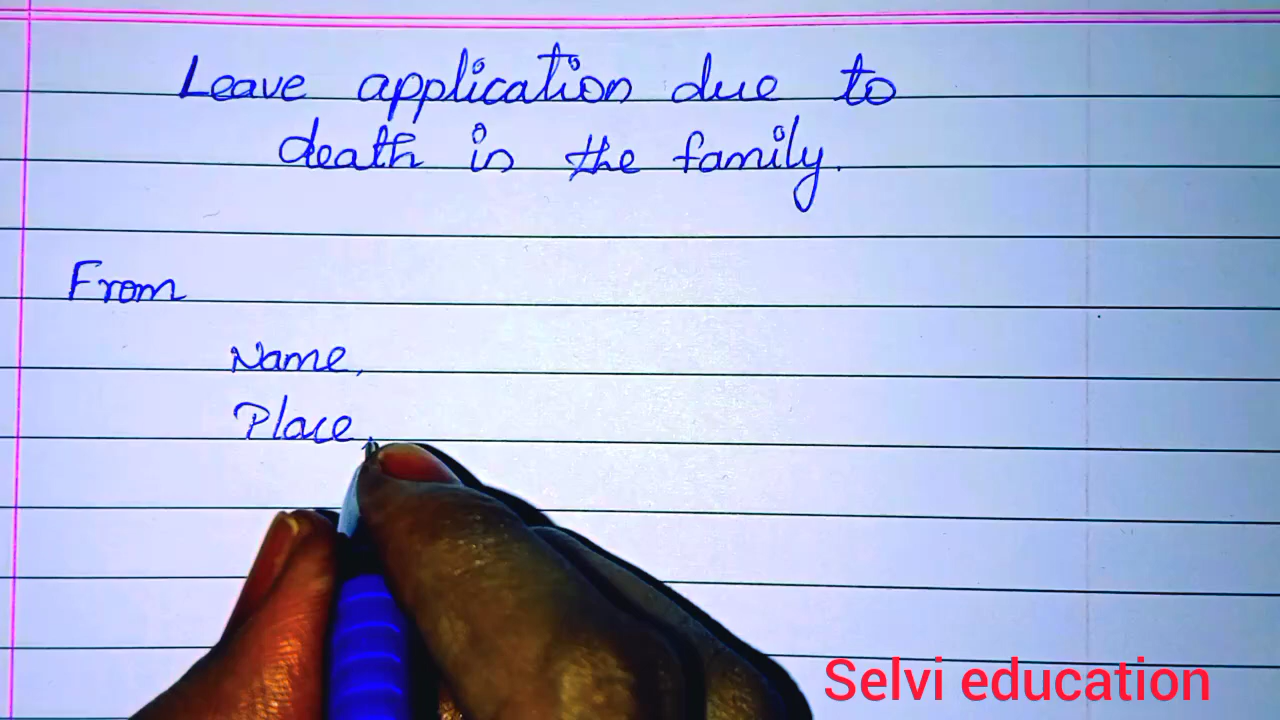 Leave application due to
death in the family.
From
Name,
Place,
Selvi education